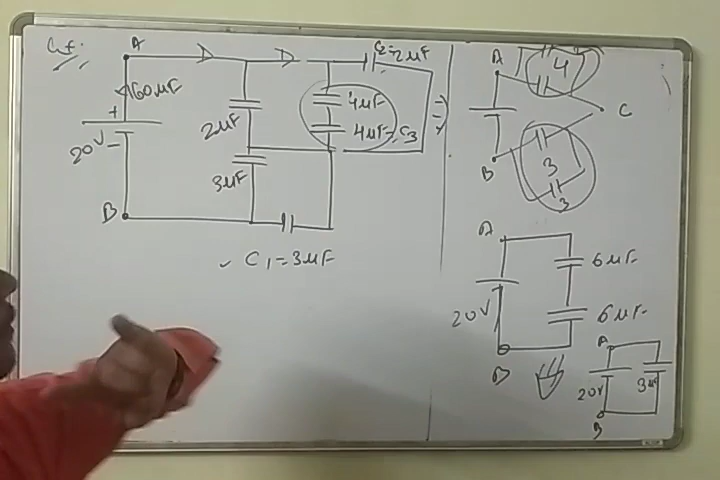 A
C2=2µF
60µF
+
20V
-
2µF
4µF
4µF=C3
3µF
B
✓ C1=3µF
A
4
C
B
3
3
A
20V
6µF
6µF
B
A
20V
3µF
B